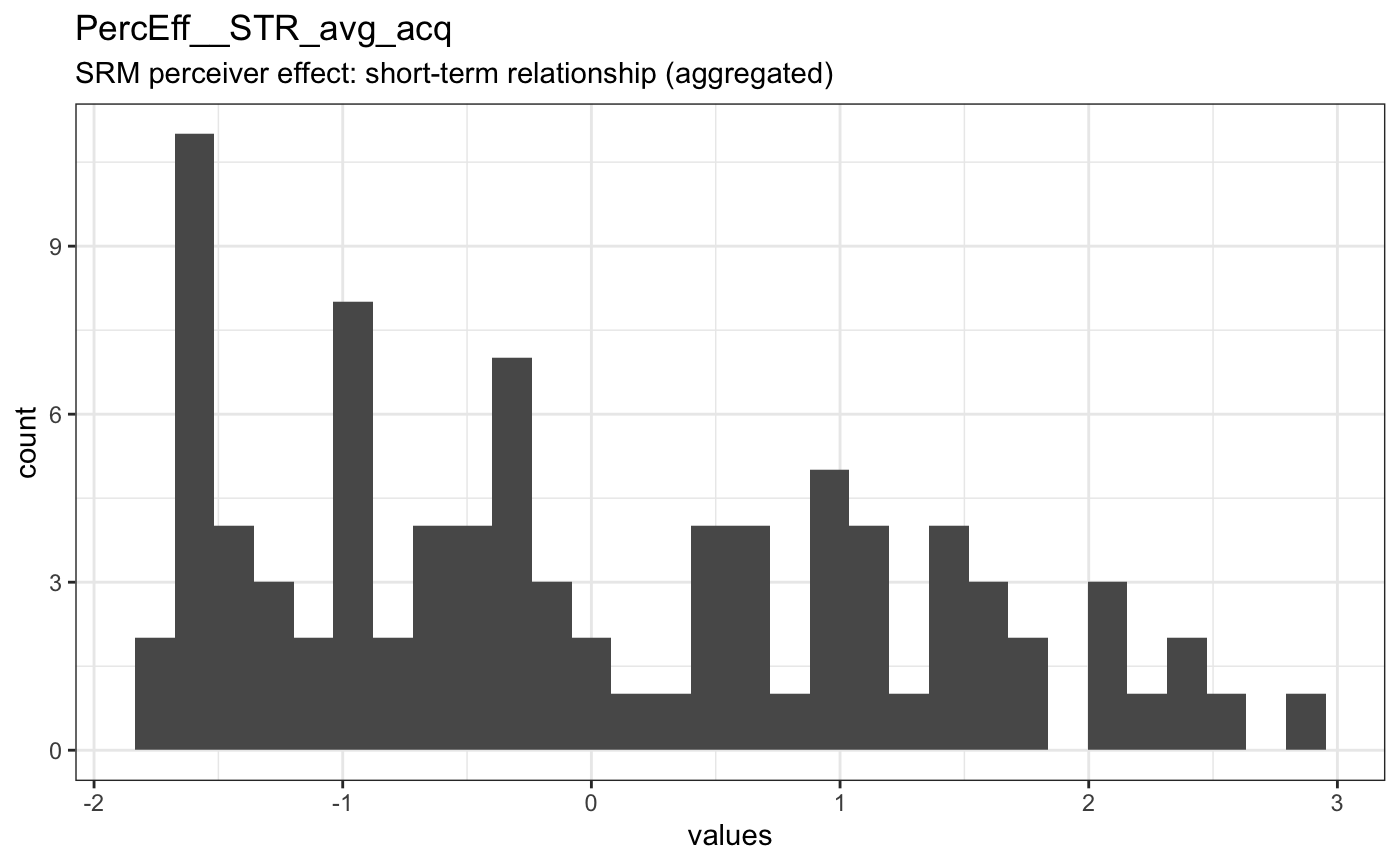 PercEff__STR_avg_acq
SRM perceiver effect: short-term relationship (aggregated)
count
9
6
3
0
-2 -1 0 1 2 3
values